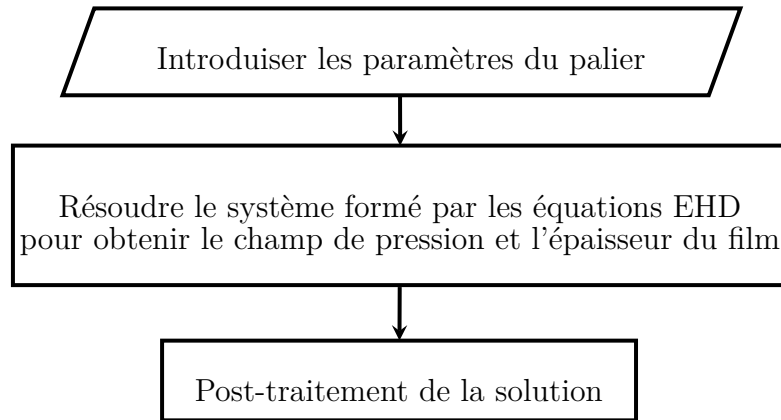 Introduiser les paramètres du palier
Résoudre le système formé par les équations EHD
pour obtenir le champ de pression et l'épaisseur du film
Post-traitement de la solution